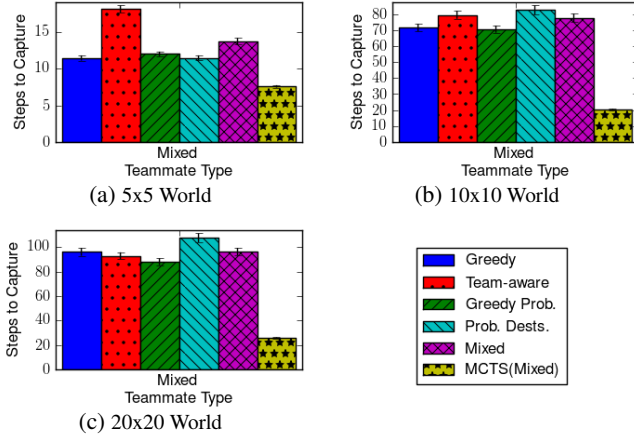 Steps to Capture
15
10
5
0
Mixed
Teammate Type
(a) 5x5 World
Steps to Capture
80
70
60
50
40
30
20
10
0
Mixed
Teammate Type
(b) 10x10 World
Steps to Capture
100
80
60
40
20
0
Mixed
Teammate Type
(c) 20x20 World
Greedy
Team-aware
Greedy Prob.
Prob. Dests.
Mixed
MCTS(Mixed)